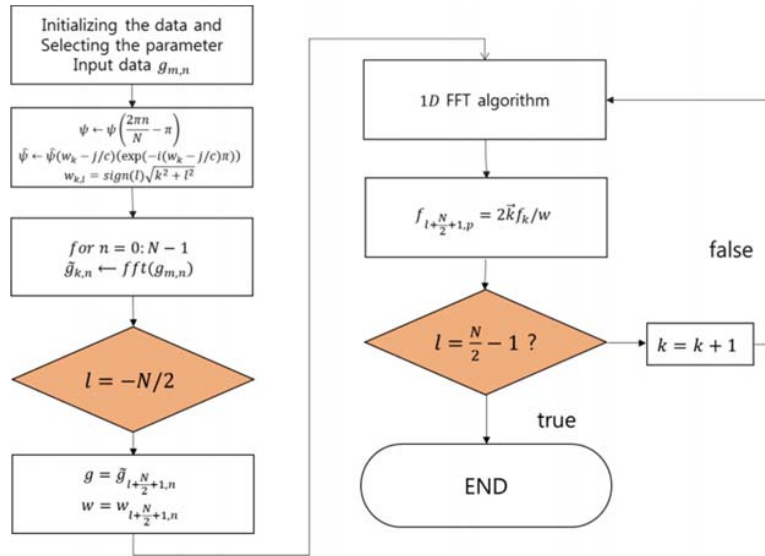 Initializing the data and
Selecting the parameter
Input data g_{m,n}
ψ ← ψ(2πn/N − π)
ψ̂ ← ψ̂(w_k − j/c)(exp(−i(w_k − j/c)π))
w_{k,l} = sign(l)√(k² + l²)
for n = 0: N − 1
g̃_{k,n} ← fft(g_{m,n})
l = −N/2
g = g̃_{l+N/2+1,n}
w = w_{l+N/2+1,n}
1D FFT algorithm
f_{l+N/2+1,p} = 2k⃗f_k/w
false
l = N/2 − 1 ?
k = k + 1
true
END